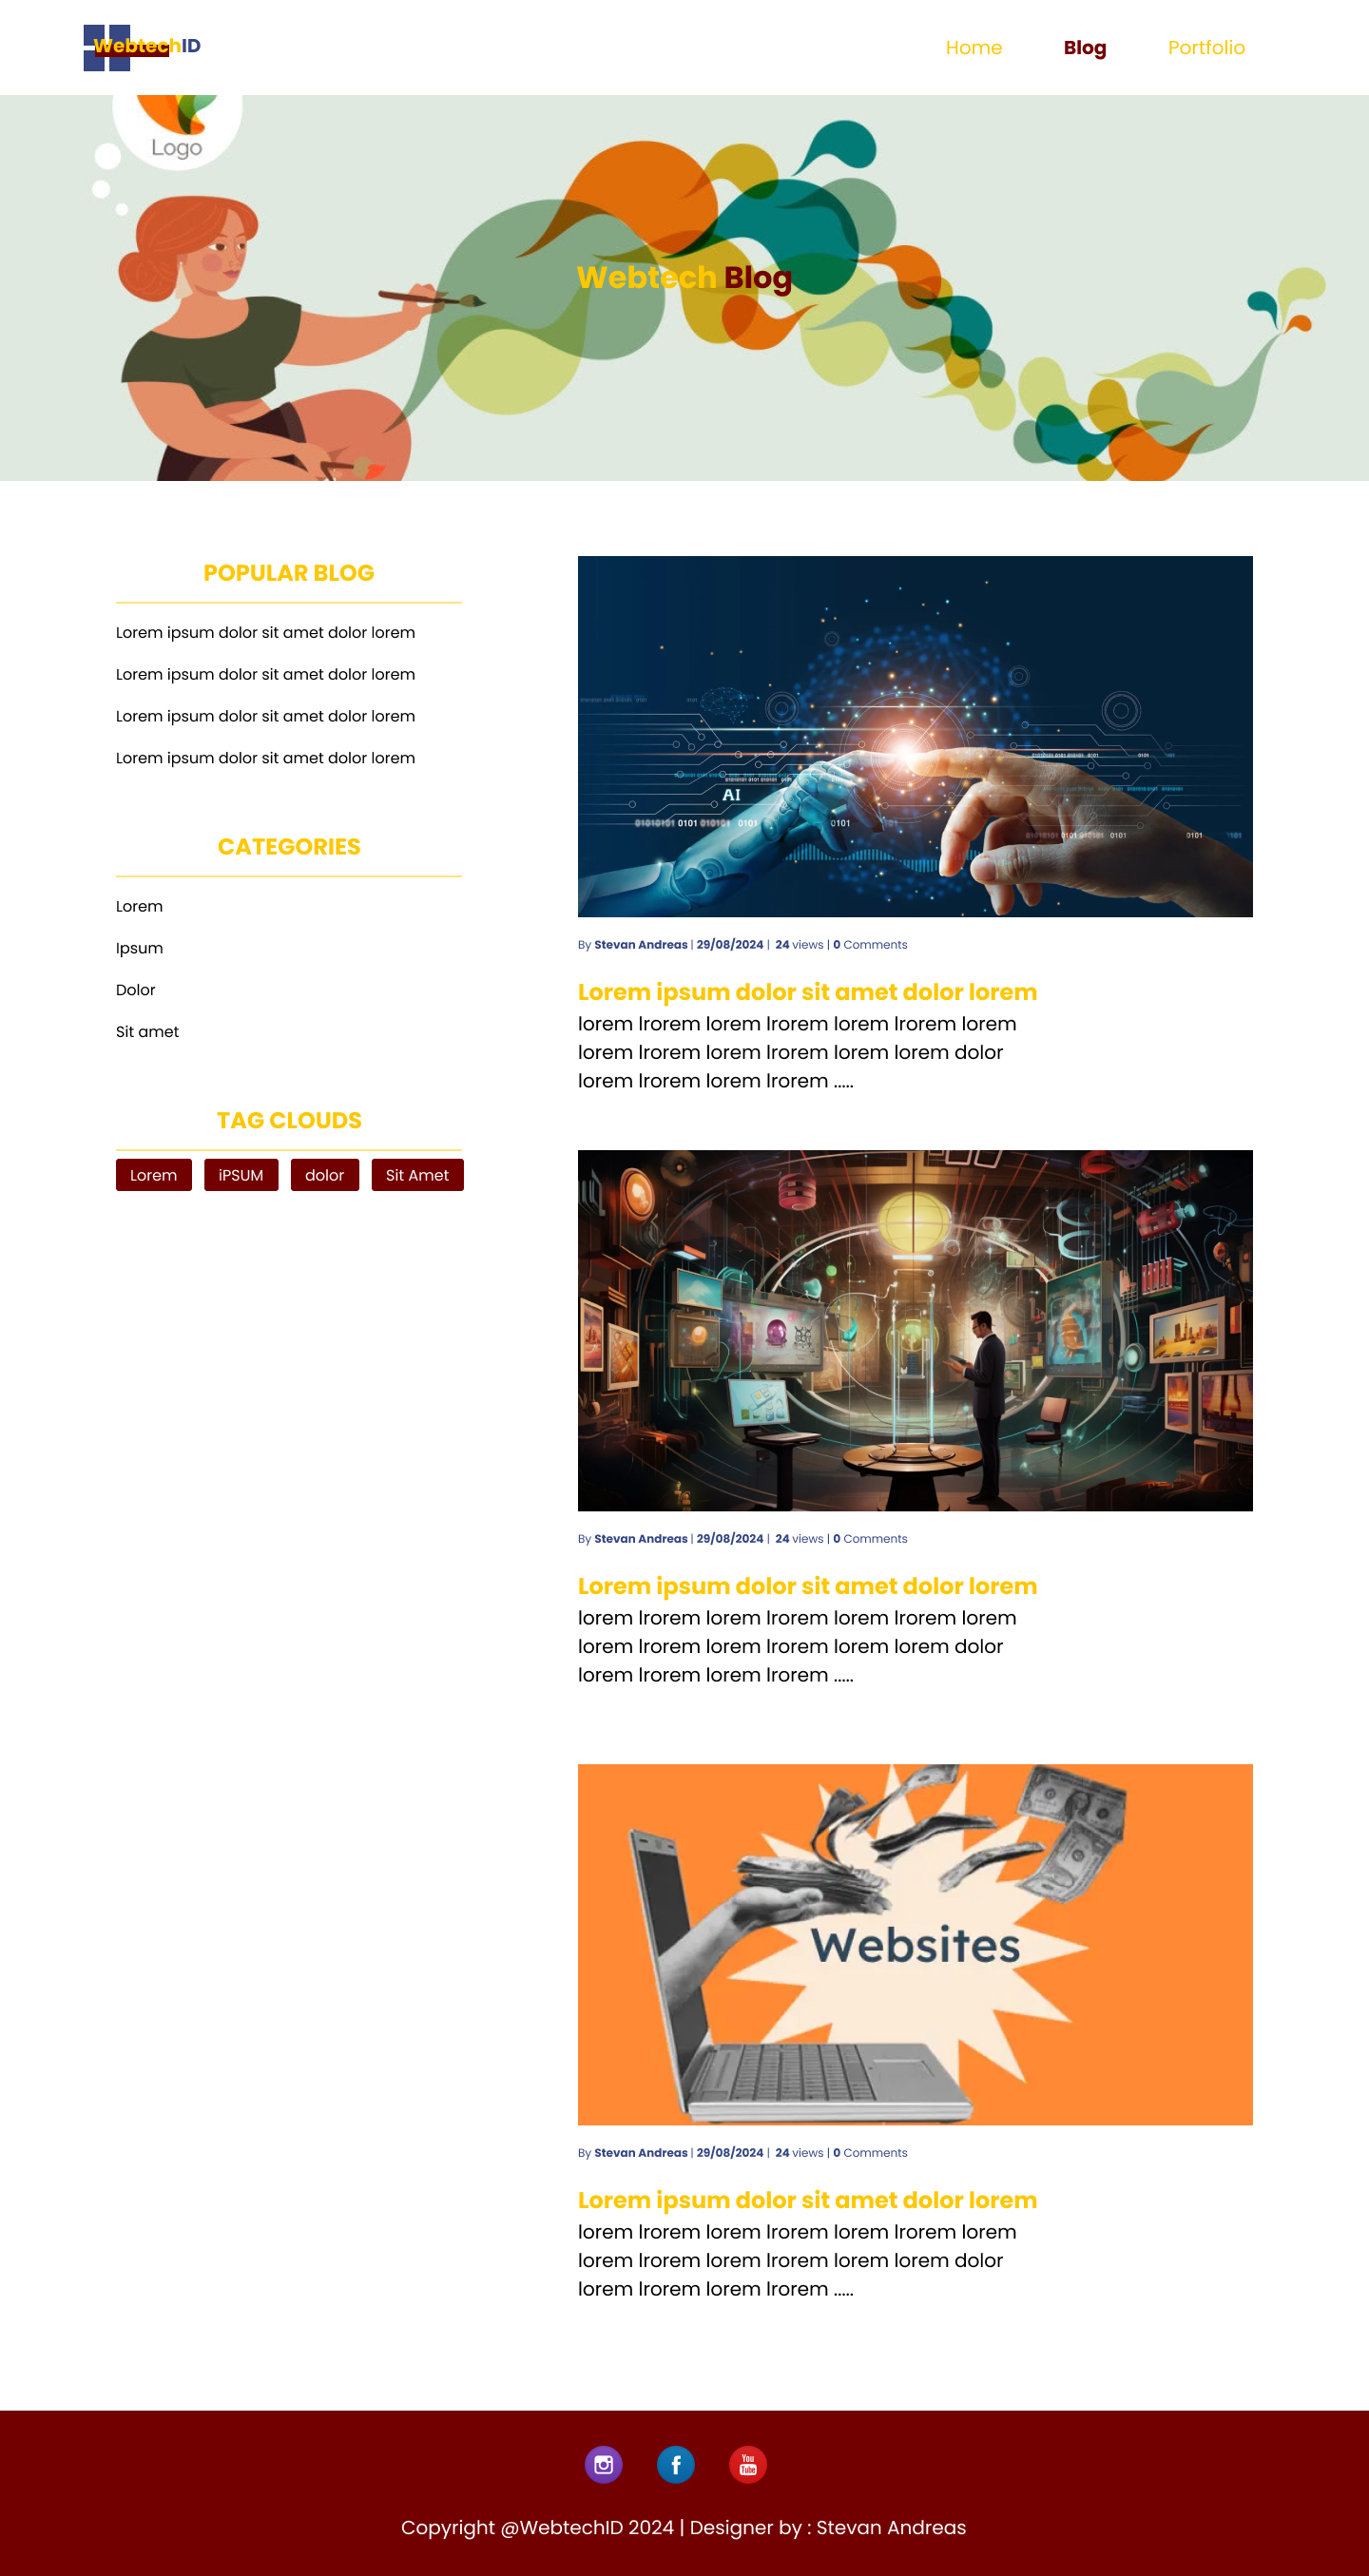 WebtechID
Home
Blog
Portfolio
Logo
Webtech Blog
POPULAR BLOG
Lorem ipsum dolor sit amet dolor lorem
Lorem ipsum dolor sit amet dolor lorem
Lorem ipsum dolor sit amet dolor lorem
Lorem ipsum dolor sit amet dolor lorem
CATEGORIES
Lorem
Ipsum
Dolor
Sit amet
TAG CLOUDS
Lorem
iPSUM
dolor
Sit Amet
AI
01010101 0101 010101 0101
0101
0101
By Stevan Andreas | 29/08/2024 | 24 views | 0 Comments
Lorem ipsum dolor sit amet dolor lorem
lorem lrorem lorem lrorem lorem lrorem lorem
lorem lrorem lorem lrorem lorem lorem dolor
lorem lrorem lorem lrorem .....
By Stevan Andreas | 29/08/2024 | 24 views | 0 Comments
Lorem ipsum dolor sit amet dolor lorem
lorem lrorem lorem lrorem lorem lrorem lorem
lorem lrorem lorem lrorem lorem lorem dolor
lorem lrorem lorem lrorem .....
Websites
By Stevan Andreas | 29/08/2024 | 24 views | 0 Comments
Lorem ipsum dolor sit amet dolor lorem
lorem lrorem lorem lrorem lorem lrorem lorem
lorem lrorem lorem lrorem lorem lorem dolor
lorem lrorem lorem lrorem .....
You
Tube
Copyright @WebtechID 2024 | Designer by : Stevan Andreas